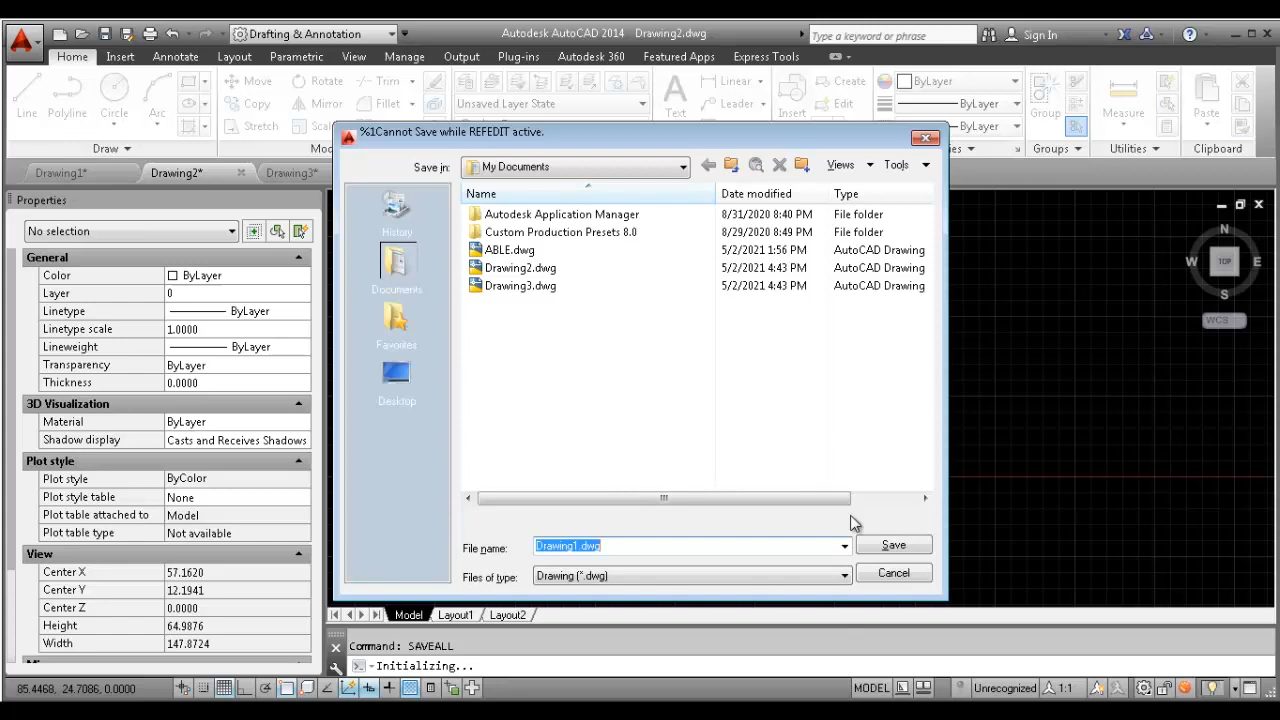 Drafting & Annotation
Autodesk AutoCAD 2014 Drawing2.dwg
Type a keyword or phrase
Sign In
Home Insert Annotate Layout Parametric View Manage Output Plug-ins Autodesk 360 Featured Apps Express Tools
Line Polyline Circle Arc
Move Rotate Trim
Copy Mirror Fillet
Stretch
Unsaved Layer State
Text
Linear
Leader
Insert
Create
Edit
ByLayer
ByLayer
ByLayer
Group
Measure
Paste
Draw
Groups
Utilities
Clipboard
Drawing1*
Drawing2*
Drawing3*
%1Cannot Save while REFEDIT active.
Save in: My Documents
Views Tools
Name Date modified Type
Autodesk Application Manager 8/31/2020 8:40 PM File folder
Custom Production Presets 8.0 8/29/2020 8:49 PM File folder
ABLE.dwg 5/2/2021 1:56 PM AutoCAD Drawing
Drawing2.dwg 5/2/2021 4:43 PM AutoCAD Drawing
Drawing3.dwg 5/2/2021 4:43 PM AutoCAD Drawing
History
Documents
Favorites
Desktop
File name: Drawing1.dwg
Save
Files of type: Drawing (*.dwg)
Cancel
Properties
No selection
General
Color ByLayer
Layer 0
Linetype ByLayer
Linetype scale 1.0000
Lineweight ByLayer
Transparency ByLayer
Thickness 0.0000
3D Visualization
Material ByLayer
Shadow display Casts and Receives Shadows
Plot style
Plot style ByColor
Plot style table None
Plot table attached to Model
Plot table type Not available
View
Center X 57.1620
Center Y 12.1941
Center Z 0.0000
Height 64.9876
Width 147.8724
N
W TOP E
S
WCS
Model Layout1 Layout2
Command: SAVEALL
Initializing...
85.4468, 24.7086, 0.0000
MODEL
Unrecognized
1:1